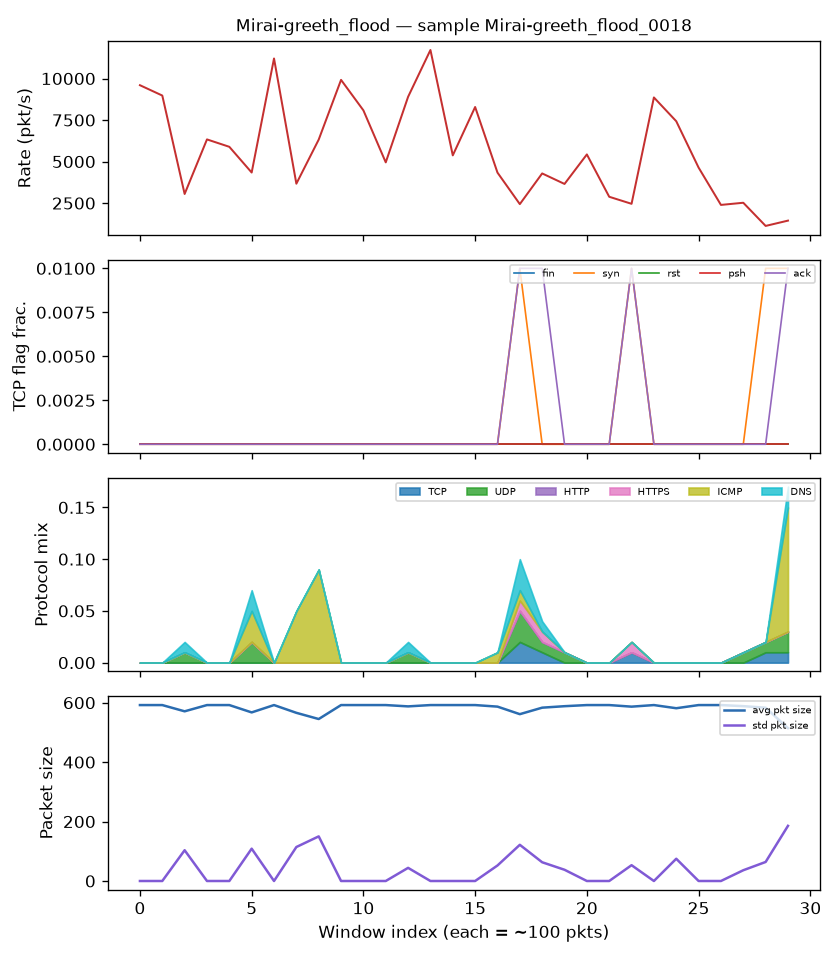 Mirai-greeth_flood — sample Mirai-greeth_flood_0018
Rate (pkt/s)
10000
7500
5000
2500
TCP flag frac.
0.0100
0.0075
0.0050
0.0025
0.0000
fin syn rst psh ack
Protocol mix
0.15
0.10
0.05
0.00
TCP UDP HTTP HTTPS ICMP DNS
Packet size
600
400
200
0
avg pkt size
std pkt size
0 5 10 15 20 25 30
Window index (each = ~100 pkts)